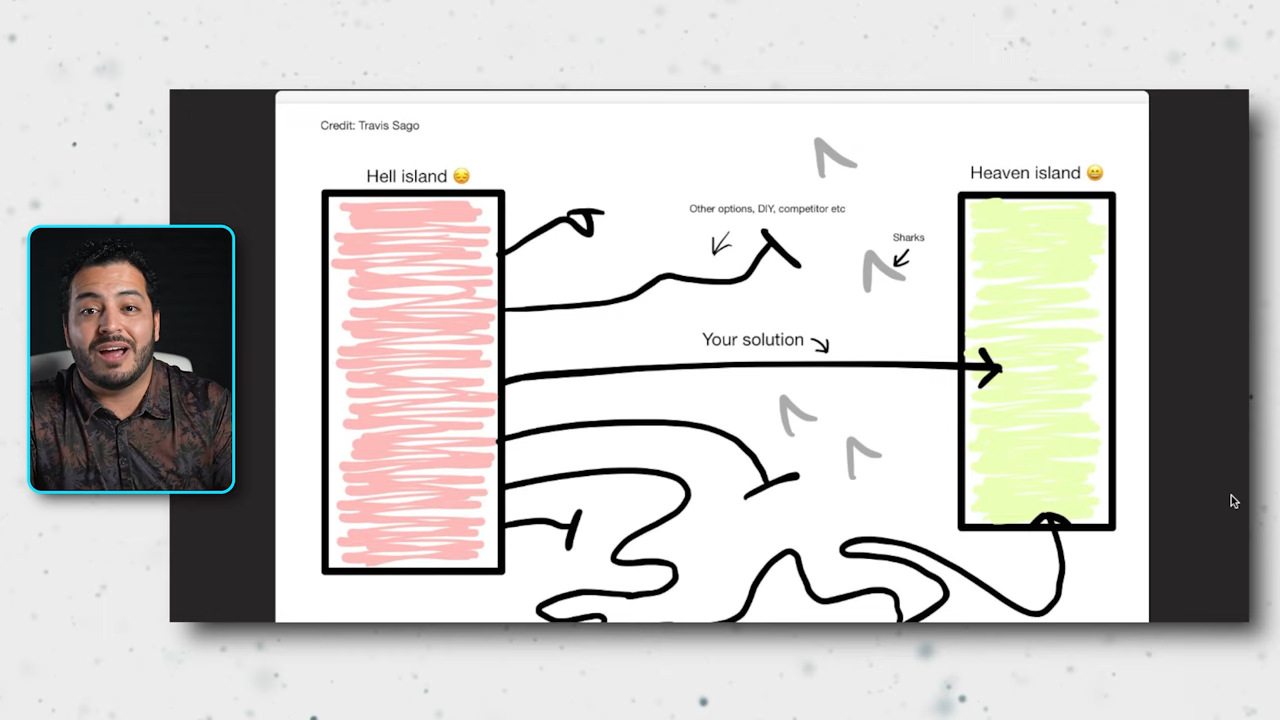 Credit: Travis Sago
Hell island 😔
Heaven island 😀
Other options, DIY, competitor etc
Sharks
Your solution